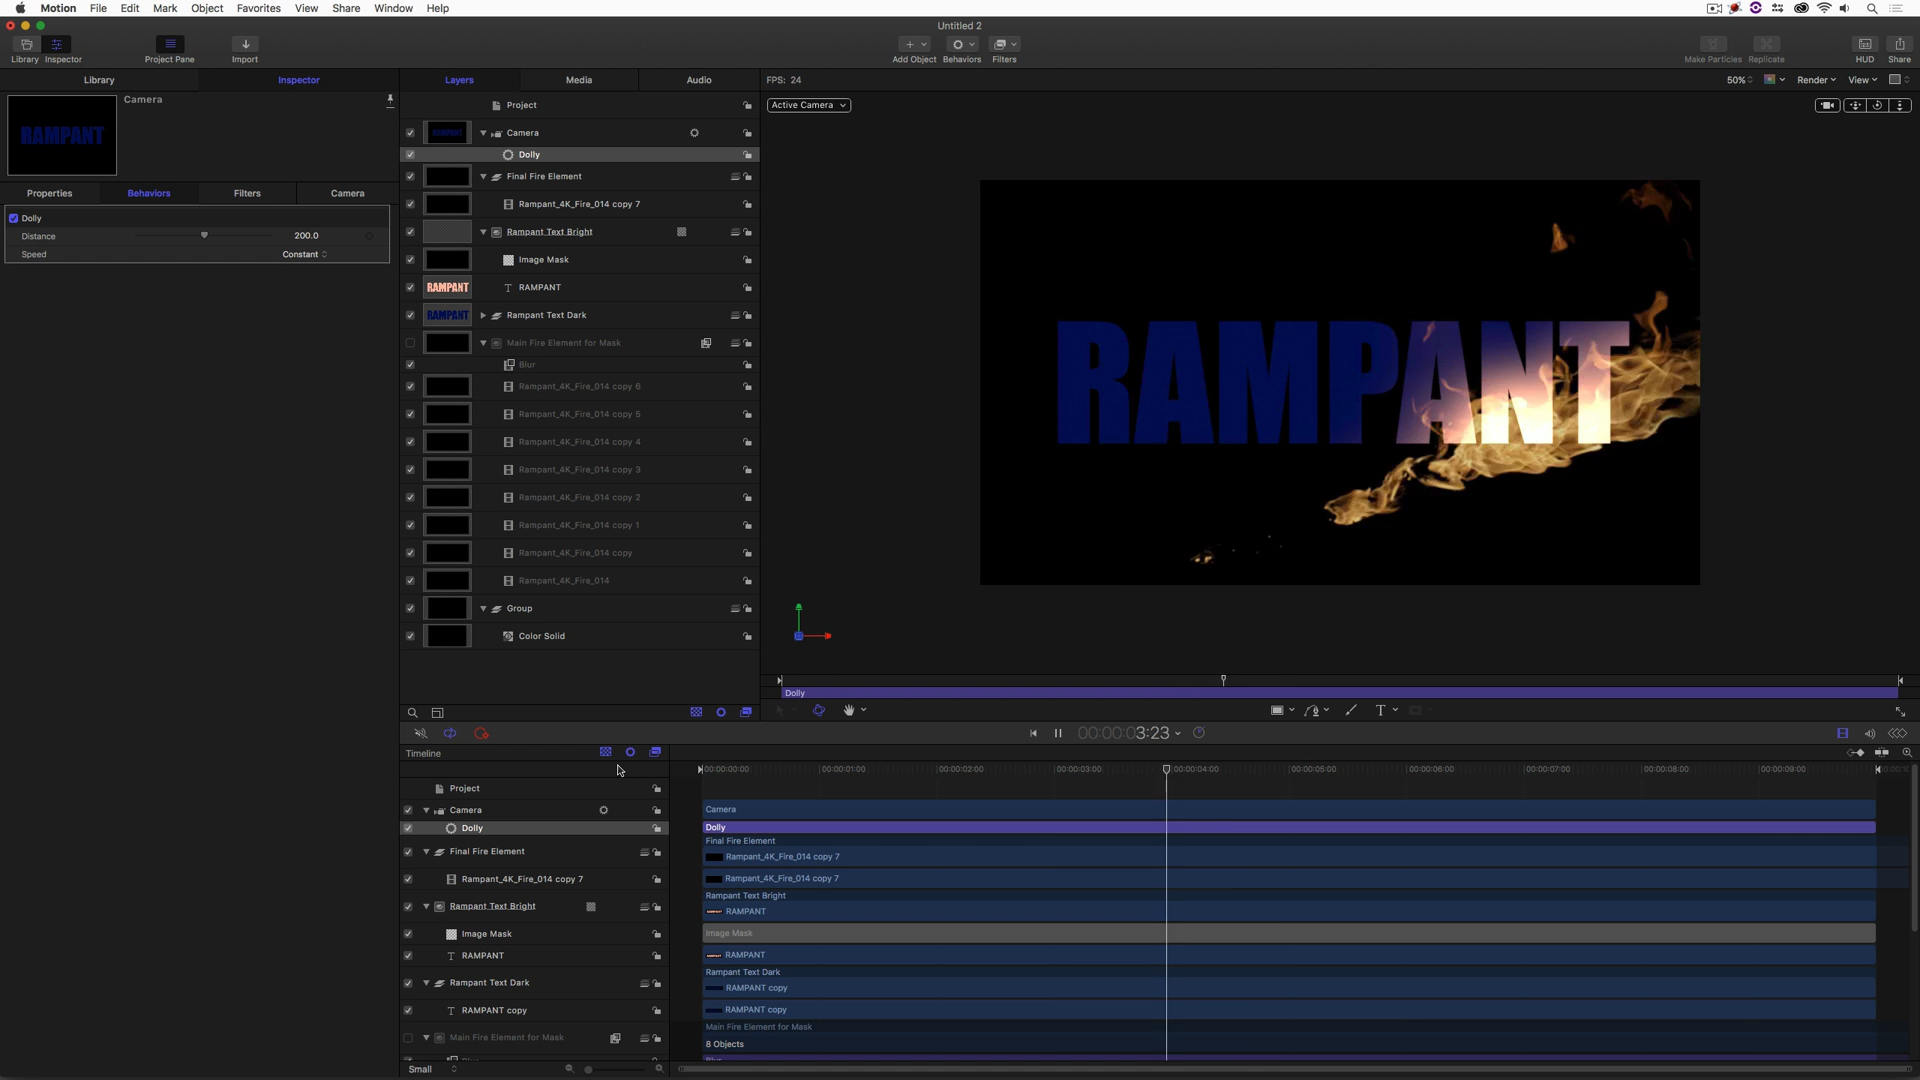 Motion File Edit Mark Object Favorites View Share Window Help
Untitled 2
Library Inspector Project Pane Import Add Object Behaviors Filters Make Particles Replicate HUD Share
Library Inspector Layers Media Audio FPS: 24 50% Render View
Camera
RAMPANT
Properties Behaviors Filters Camera
Dolly
Distance 200.0
Speed Constant
Project
Camera
Dolly
Final Fire Element
Rampant_4K_Fire_014 copy 7
Rampant Text Bright
Image Mask
RAMPANT RAMPANT
RAMPANT Rampant Text Dark
Main Fire Element for Mask
Blur
Rampant_4K_Fire_014 copy 6
Rampant_4K_Fire_014 copy 5
Rampant_4K_Fire_014 copy 4
Rampant_4K_Fire_014 copy 3
Rampant_4K_Fire_014 copy 2
Rampant_4K_Fire_014 copy 1
Rampant_4K_Fire_014 copy
Rampant_4K_Fire_014
Group
Color Solid
Active Camera
RAMPANT
Dolly
00:00:03:23
Timeline
00:00:00:00 00:00:01:00 00:00:02:00 00:00:03:00 00:00:04:00 00:00:05:00 00:00:06:00 00:00:07:00 00:00:08:00 00:00:09:00
Project
Camera Camera
Dolly Dolly
Final Fire Element Final Fire Element
Rampant_4K_Fire_014 copy 7
Rampant_4K_Fire_014 copy 7 Rampant_4K_Fire_014 copy 7
Rampant Text Bright Rampant Text Bright
RAMPANT
Image Mask Image Mask
RAMPANT RAMPANT
Rampant Text Dark Rampant Text Dark
RAMPANT copy
RAMPANT copy RAMPANT copy
Main Fire Element for Mask Main Fire Element for Mask
8 Objects
Small